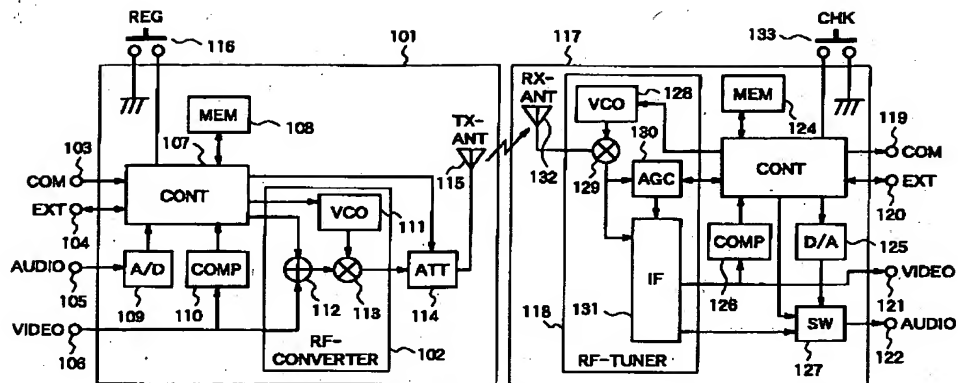 REG
116
101
117
CHK
133
RX-
ANT
TX-
ANT
MEM
108
107
103
COM
CONT
EXT
104
AUDIO
105
A/D
109
COMP
110
VIDEO
106
VCO
111
112
113
ATT
114
115
RF-
CONVERTER
102
132
VCO
128
129
130
AGC
MEM
124
CONT
119
COM
EXT
120
COMP
126
D/A
125
IF
131
118
RF-TUNER
VIDEO
121
SW
127
AUDIO
122